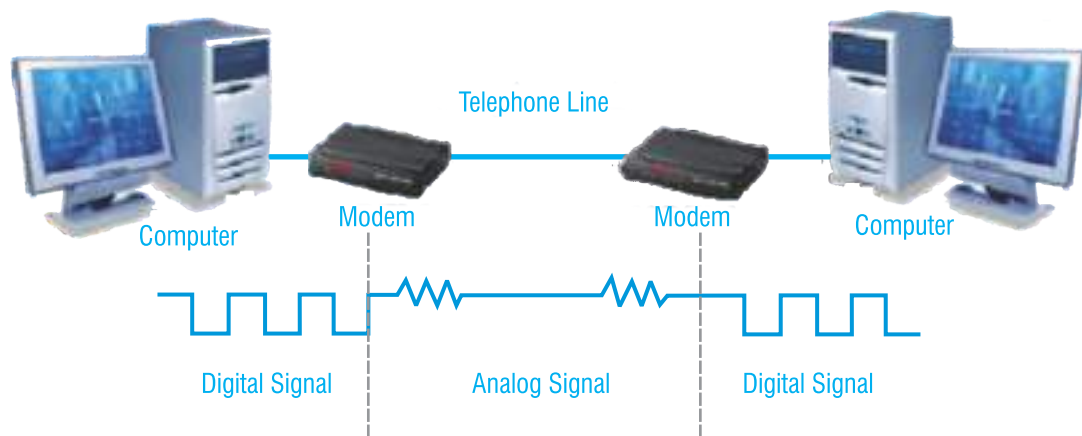 Telephone Line
Modem
Modem
Computer
Computer
Digital Signal
Analog Signal
Digital Signal